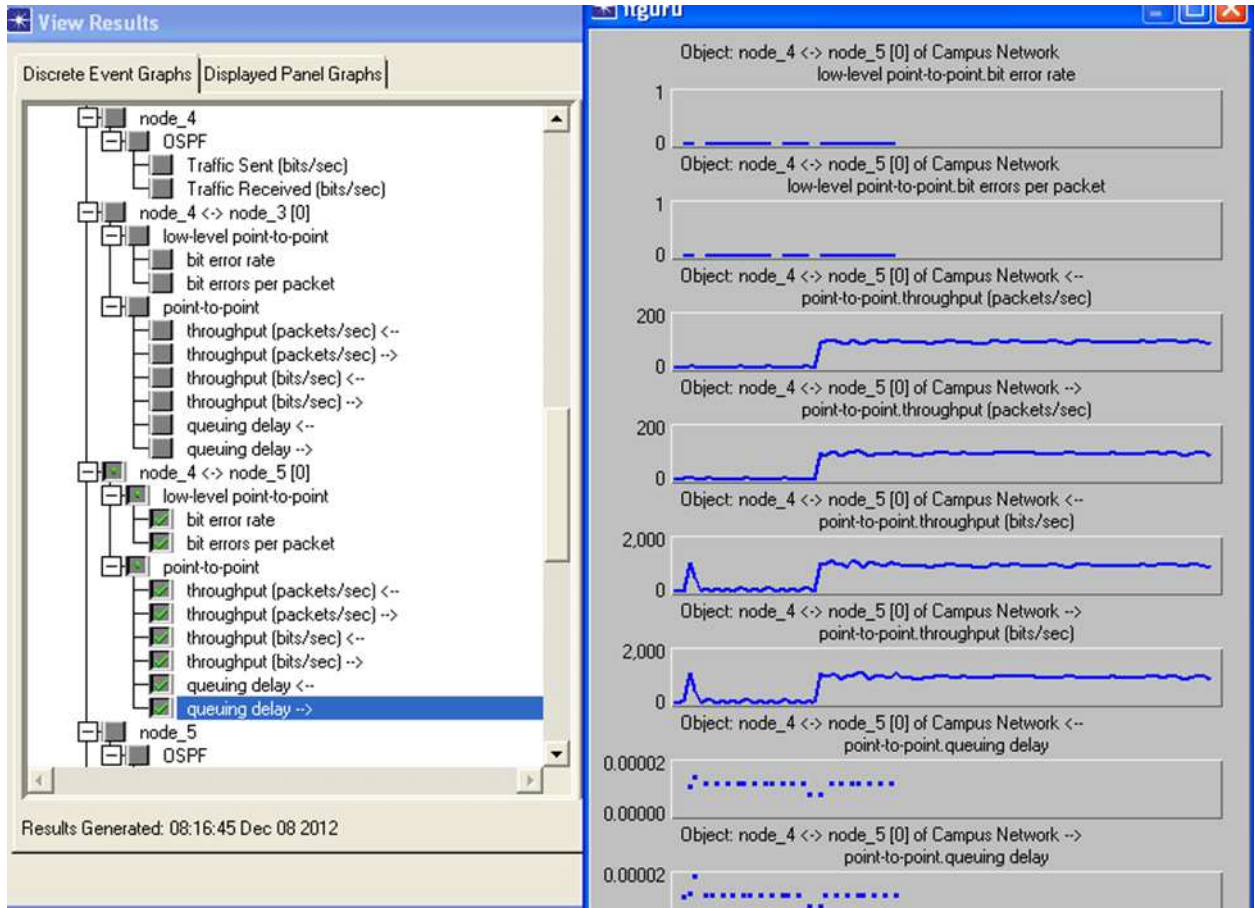 View Results
Discrete Event Graphs
Displayed Panel Graphs
node_4
OSPF
Traffic Sent (bits/sec)
Traffic Received (bits/sec)
node_4 <-> node_3 [0]
low-level point-to-point
bit error rate
bit errors per packet
point-to-point
throughput (packets/sec) <--
throughput (packets/sec) -->
throughput (bits/sec) <--
throughput (bits/sec) -->
queuing delay <--
queuing delay -->
node_4 <-> node_5 [0]
low-level point-to-point
bit error rate
bit errors per packet
point-to-point
throughput (packets/sec) <--
throughput (packets/sec) -->
throughput (bits/sec) <--
throughput (bits/sec) -->
queuing delay <--
queuing delay -->
node_5
OSPF
Results Generated: 08:16:45 Dec 08 2012
itguru
Object: node_4 <-> node_5 [0] of Campus Network
low-level point-to-point.bit error rate
1
0
Object: node_4 <-> node_5 [0] of Campus Network
low-level point-to-point.bit errors per packet
1
0
Object: node_4 <-> node_5 [0] of Campus Network <--
point-to-point.throughput (packets/sec)
200
0
Object: node_4 <-> node_5 [0] of Campus Network -->
point-to-point.throughput (packets/sec)
200
0
Object: node_4 <-> node_5 [0] of Campus Network <--
point-to-point.throughput (bits/sec)
2,000
0
Object: node_4 <-> node_5 [0] of Campus Network -->
point-to-point.throughput (bits/sec)
2,000
0
Object: node_4 <-> node_5 [0] of Campus Network <--
point-to-point.queuing delay
0.00002
0.00000
Object: node_4 <-> node_5 [0] of Campus Network -->
point-to-point.queuing delay
0.00002